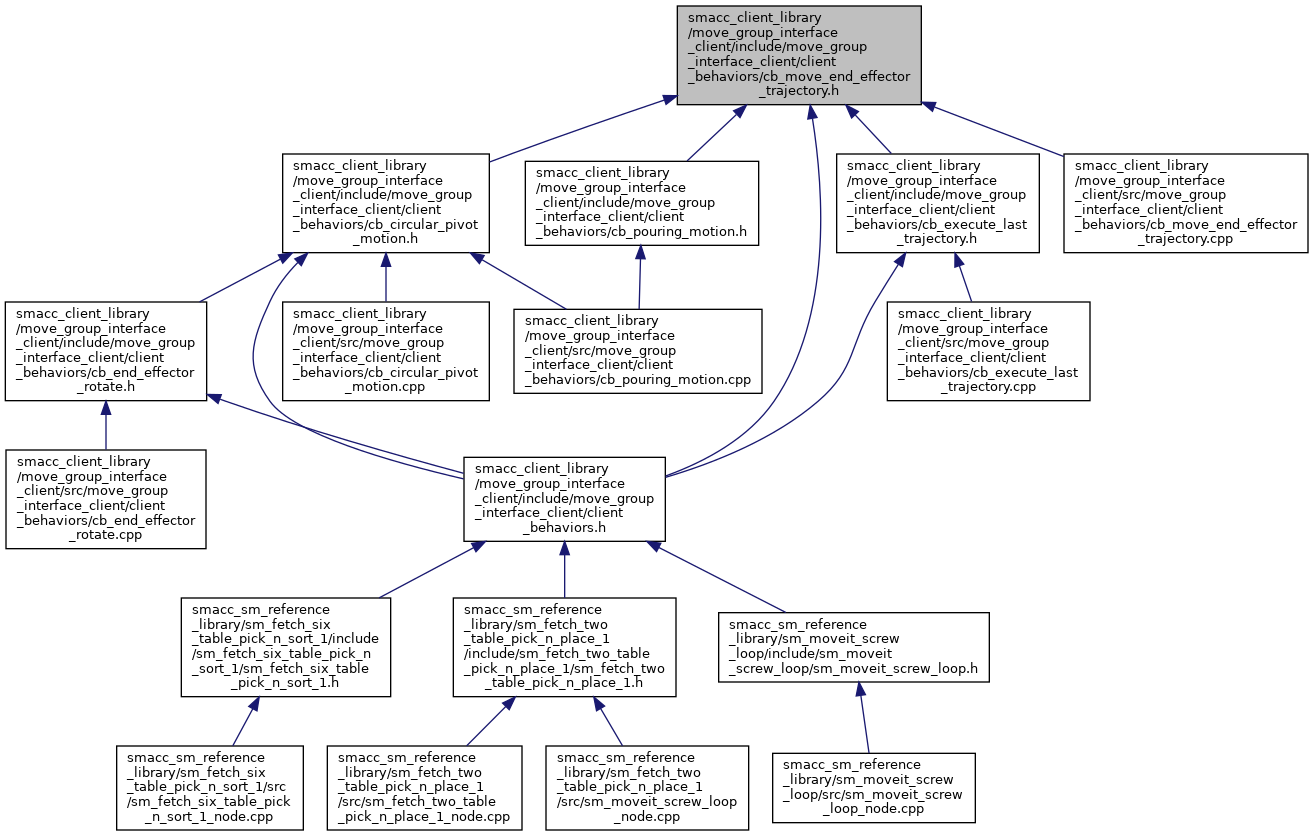 smacc_client_library
/move_group_interface
_client/include/move_group
_interface_client/client
_behaviors/cb_move_end_effector
_trajectory.h
smacc_client_library
/move_group_interface
_client/include/move_group
_interface_client/client
_behaviors/cb_circular_pivot
_motion.h
smacc_client_library
/move_group_interface
_client/include/move_group
_interface_client/client
_behaviors/cb_pouring_motion.h
smacc_client_library
/move_group_interface
_client/include/move_group
_interface_client/client
_behaviors/cb_execute_last
_trajectory.h
smacc_client_library
/move_group_interface
_client/src/move_group
_interface_client/client
_behaviors/cb_move_end_effector
_trajectory.cpp
smacc_client_library
/move_group_interface
_client/include/move_group
_interface_client/client
_behaviors/cb_end_effector
_rotate.h
smacc_client_library
/move_group_interface
_client/src/move_group
_interface_client/client
_behaviors/cb_circular_pivot
_motion.cpp
smacc_client_library
/move_group_interface
_client/src/move_group
_interface_client/client
_behaviors/cb_pouring_motion.cpp
smacc_client_library
/move_group_interface
_client/src/move_group
_interface_client/client
_behaviors/cb_execute_last
_trajectory.cpp
smacc_client_library
/move_group_interface
_client/src/move_group
_interface_client/client
_behaviors/cb_end_effector
_rotate.cpp
smacc_client_library
/move_group_interface
_client/include/move_group
_interface_client/client
_behaviors.h
smacc_sm_reference
_library/sm_fetch_six
_table_pick_n_sort_1/include
/sm_fetch_six_table_pick_n
_sort_1/sm_fetch_six_table
_pick_n_sort_1.h
smacc_sm_reference
_library/sm_fetch_two
_table_pick_n_place_1
/include/sm_fetch_two_table
_pick_n_place_1/sm_fetch_two
_table_pick_n_place_1.h
smacc_sm_reference
_library/sm_moveit_screw
_loop/include/sm_moveit
_screw_loop/sm_moveit_screw_loop.h
smacc_sm_reference
_library/sm_fetch_six
_table_pick_n_sort_1/src
/sm_fetch_six_table_pick
_n_sort_1_node.cpp
smacc_sm_reference
_library/sm_fetch_two
_table_pick_n_place_1
/src/sm_fetch_two_table
_pick_n_place_1_node.cpp
smacc_sm_reference
_library/sm_fetch_two
_table_pick_n_place_1
/src/sm_moveit_screw_loop
_node.cpp
smacc_sm_reference
_library/sm_moveit_screw
_loop/src/sm_moveit_screw
_loop_node.cpp